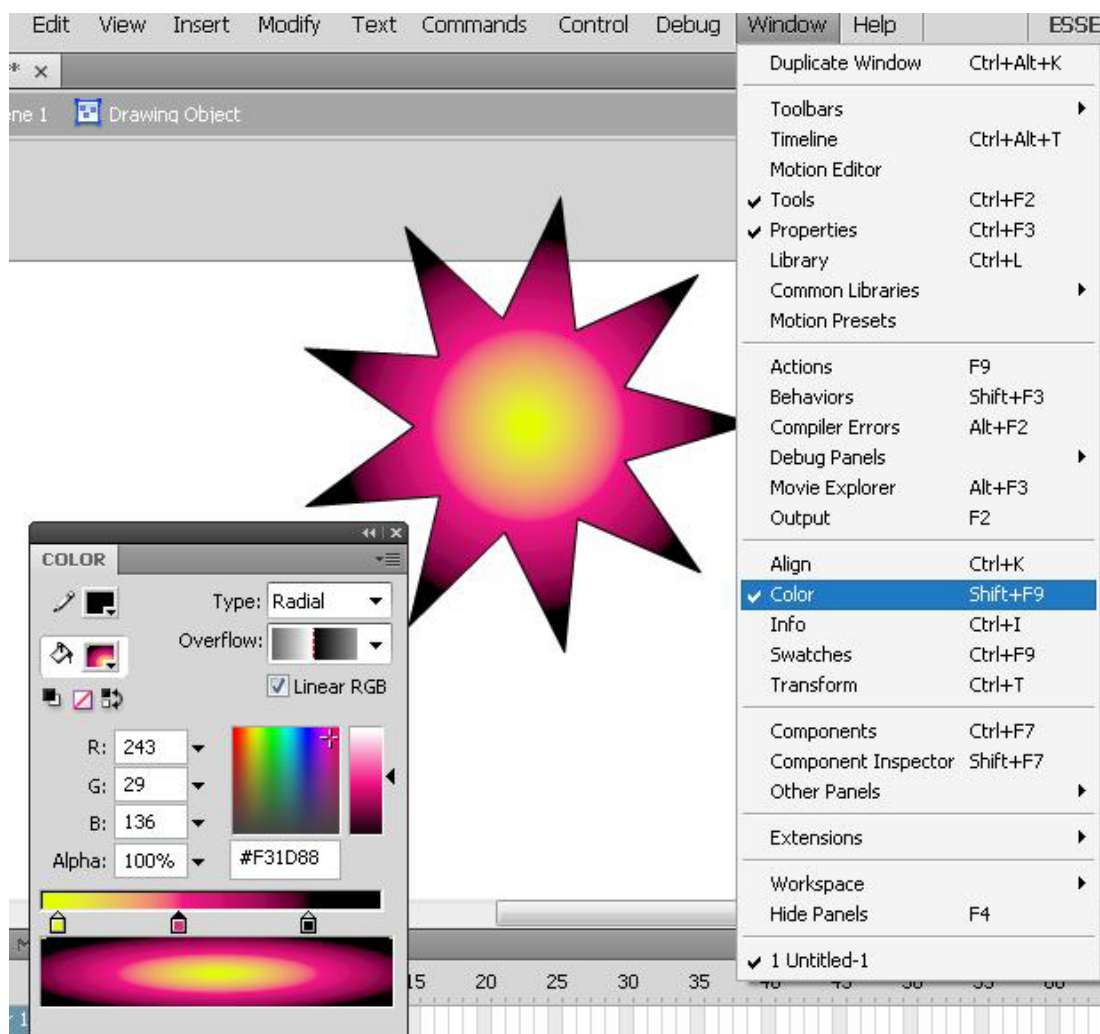 Edit View Insert Modify Text Commands Control Debug Window Help ESSE
* x
ene 1 Drawing Object
Duplicate Window Ctrl+Alt+K
Toolbars
Timeline Ctrl+Alt+T
Motion Editor
Tools Ctrl+F2
Properties Ctrl+F3
Library Ctrl+L
Common Libraries
Motion Presets
Actions F9
Behaviors Shift+F3
Compiler Errors Alt+F2
Debug Panels
Movie Explorer Alt+F3
Output F2
Align Ctrl+K
Color Shift+F9
Info Ctrl+I
Swatches Ctrl+F9
Transform Ctrl+T
Components Ctrl+F7
Component Inspector Shift+F7
Other Panels
Extensions
Workspace
Hide Panels F4
1 Untitled-1
COLOR
Type: Radial
Overflow:
Linear RGB
R: 243
G: 29
B: 136
Alpha: 100% #F31D88
15 20 25 30 35